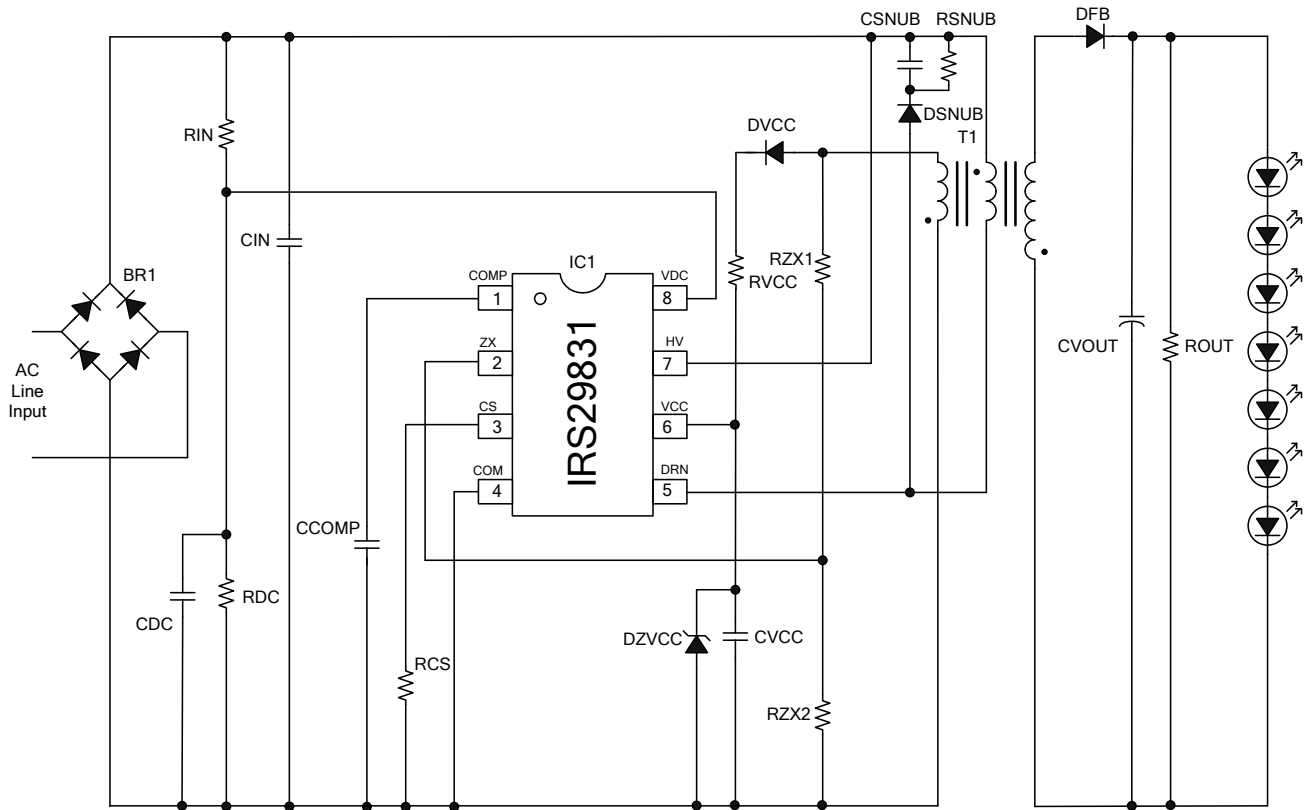 CSNUB RSNUB
DFB
RIN
DVCC
DSNUB
T1
CIN
BR1
AC
Line
Input
IC1
IRS29831
COMP
1
ZX
2
CS
3
COM
4
VDC
8
HV
7
VCC
6
DRN
5
RVCC
RZX1
CVOUT
ROUT
CCOMP
CDC
RDC
RCS
DZVCC
CVCC
RZX2